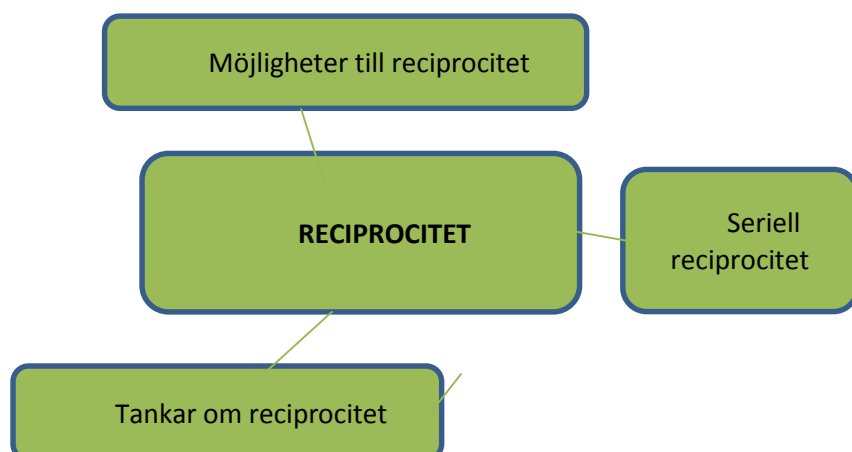 Möjligheter till reciprocitet
RECIPROCITET
Seriell
reciprocitet
Tankar om reciprocitet